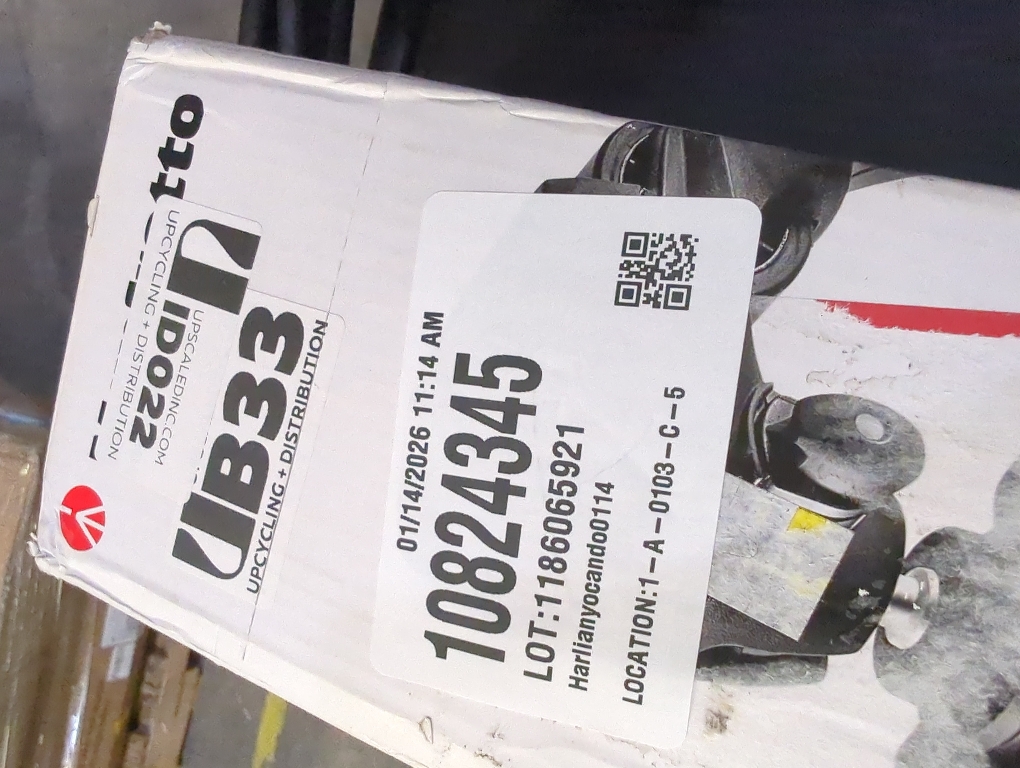 tto
UPCYCLING + DISTRIBUTION
ID022
UPSCALEDINC.COM
B33
UPCYCLING + DISTRIBUTION
01/14/2026 11:14 AM
10824345
LOT:1186065921
Harlianyocando0114
LOCATION:1-A-0103-C-5